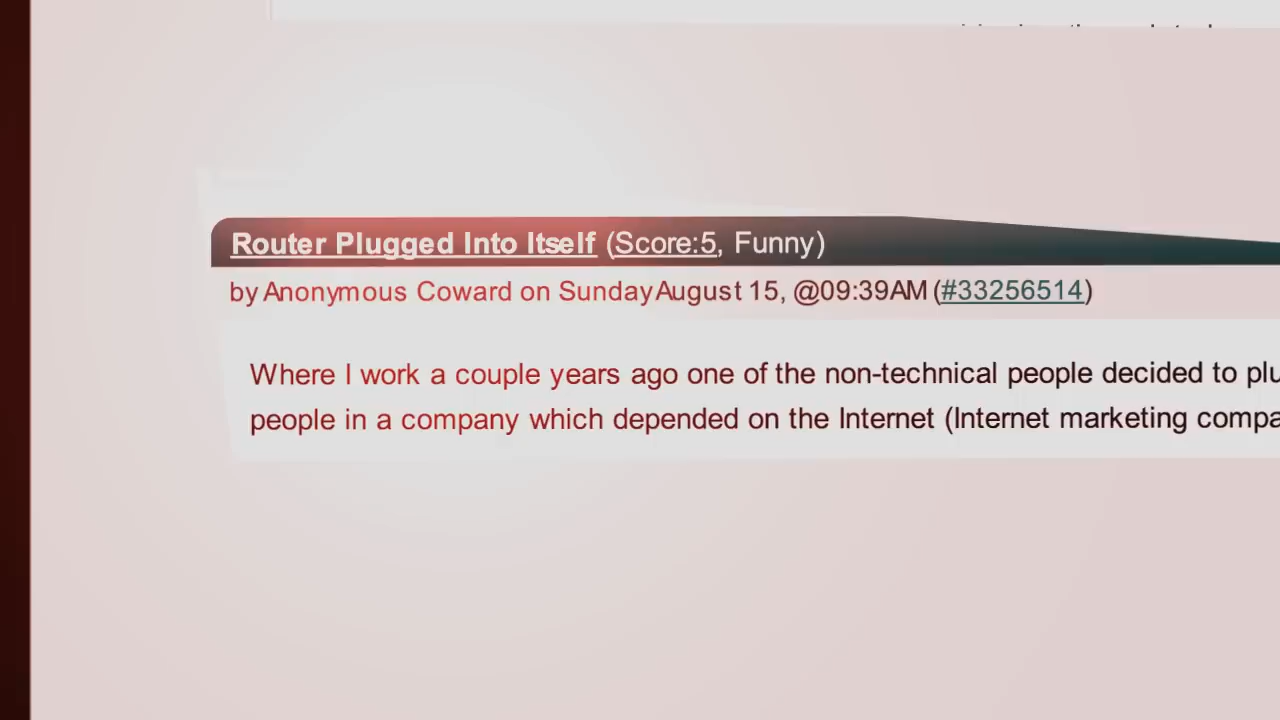 Router Plugged Into Itself (Score:5, Funny)
by Anonymous Coward on Sunday August 15, @09:39AM (#33256514)
Where I work a couple years ago one of the non-technical people decided to plu
people in a company which depended on the Internet (Internet marketing compa